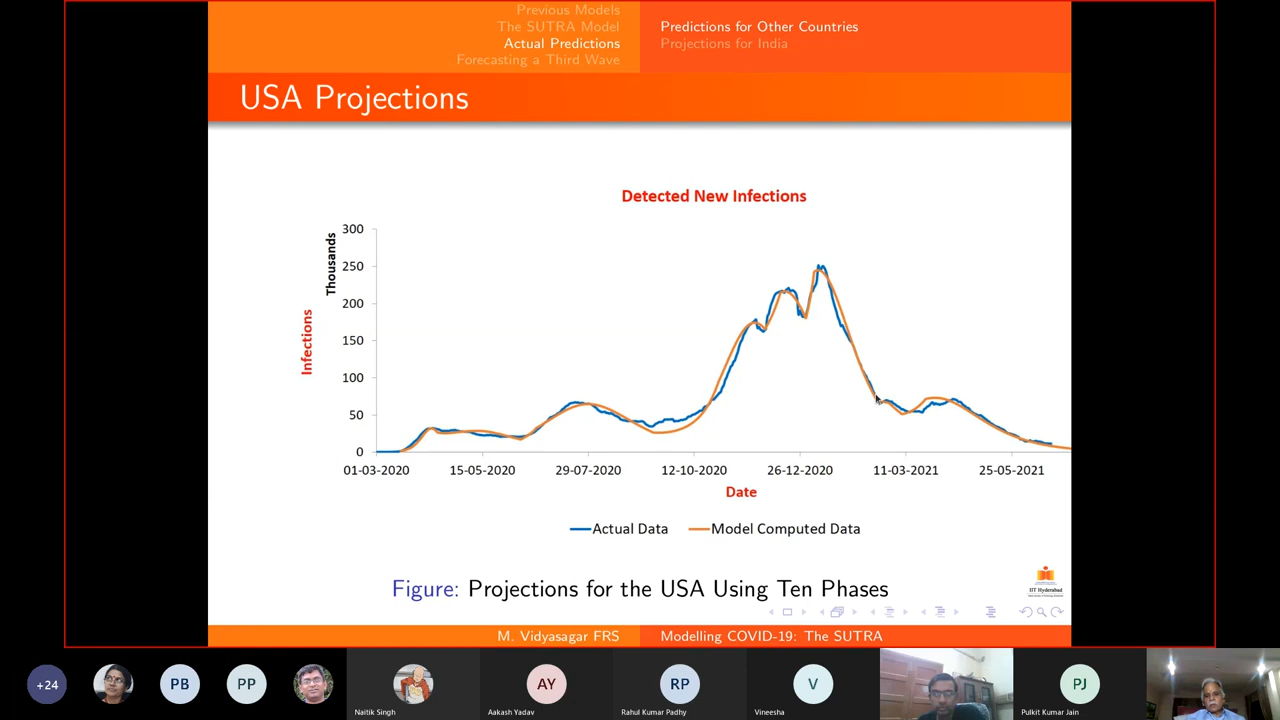 Previous Models
The SUTRA Model
Actual Predictions
Forecasting a Third Wave
Predictions for Other Countries
Projections for India
USA Projections
Detected New Infections
Thousands
Infections
300
250
200
150
100
50
0
01-03-2020 15-05-2020 29-07-2020 12-10-2020 26-12-2020 11-03-2021 25-05-2021
Date
Actual Data Model Computed Data
Figure: Projections for the USA Using Ten Phases
IIT Hyderabad
M. Vidyasagar FRS Modelling COVID-19: The SUTRA
+24 PB PP AY RP V PJ
Naitik Singh Aakash Yadav Rahul Kumar Padhy Vineesha Pulkit Kumar Jain